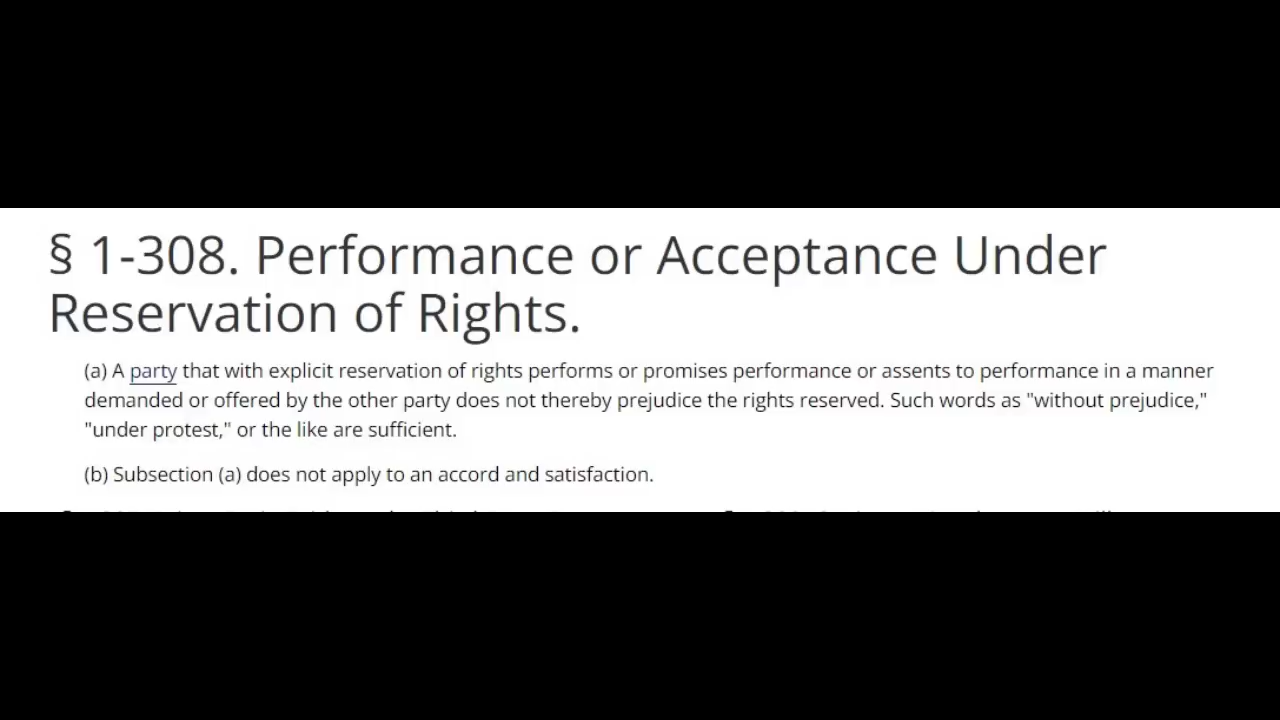 § 1-308. Performance or Acceptance Under
Reservation of Rights.
(a) A party that with explicit reservation of rights performs or promises performance or assents to performance in a manner
demanded or offered by the other party does not thereby prejudice the rights reserved. Such words as "without prejudice,"
"under protest," or the like are sufficient.
(b) Subsection (a) does not apply to an accord and satisfaction.